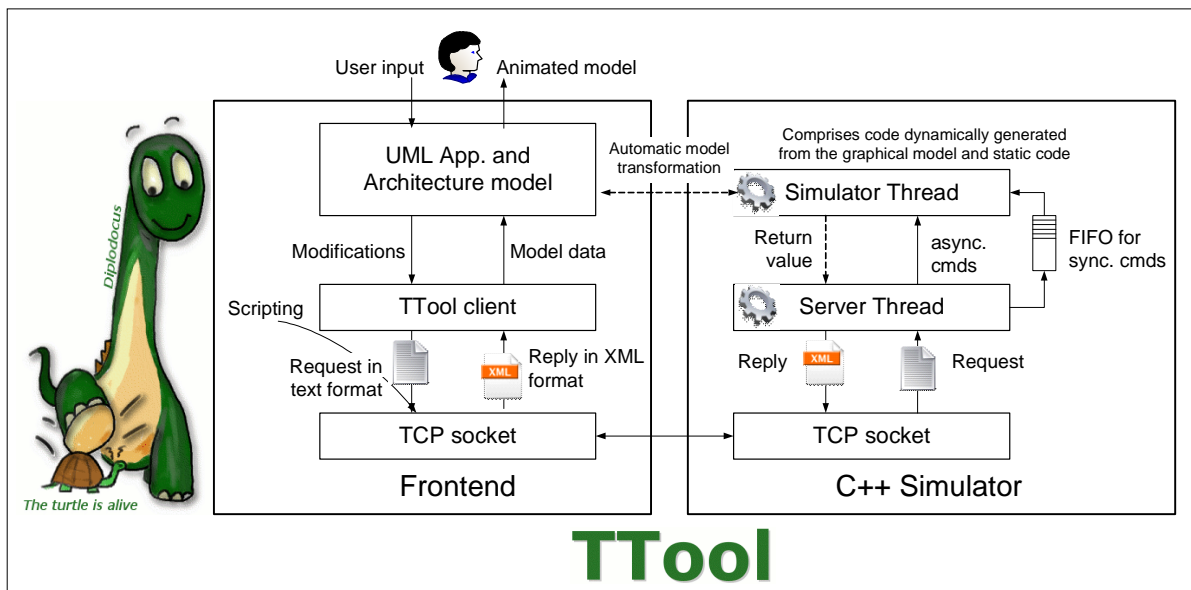 User input
Animated model
UML App. and
Architecture model
Automatic model
transformation
Comprises code dynamically generated
from the graphical model and static code
Simulator Thread
Diplodocus
Modifications
Model data
Return
value
async.
cmds
FIFO for
sync. cmds
Scripting
TTool client
Server Thread
Request in
text format
XML
Reply in XML
format
Reply
XML
Request
TCP socket
TCP socket
Frontend
C++ Simulator
The turtle is alive
TTool